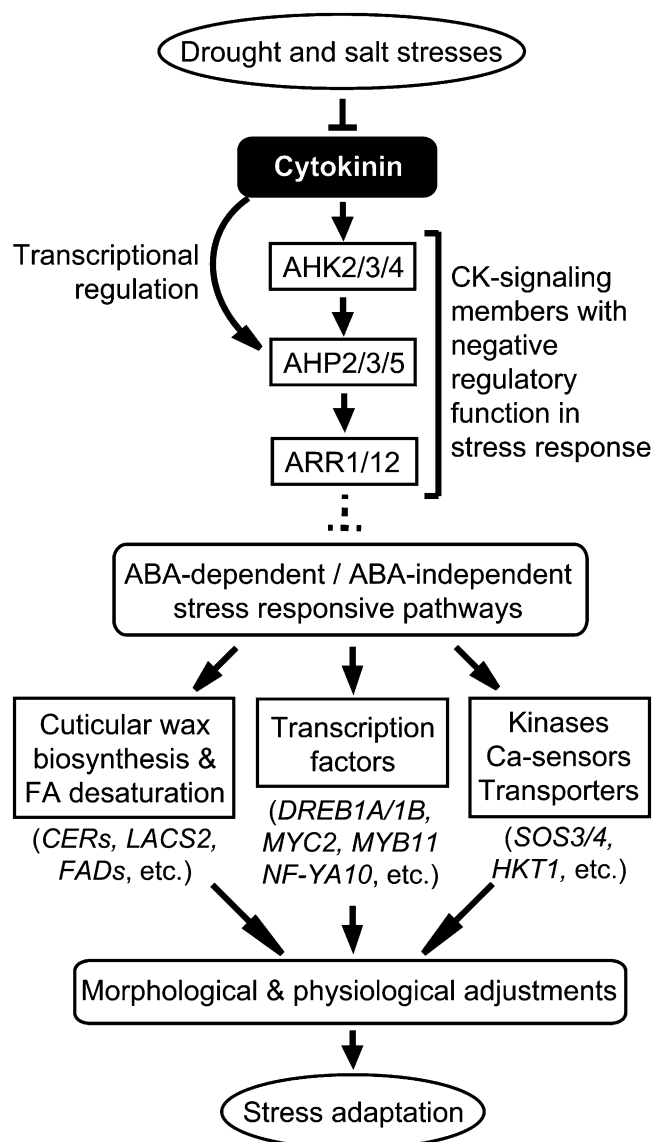 Drought and salt stresses
Cytokinin
Transcriptional
regulation
AHK2/3/4
AHP2/3/5
ARR1/12
CK-signaling
members with
negative
regulatory
function in
stress response
ABA-dependent / ABA-independent
stress responsive pathways
Cuticular wax
biosynthesis &
FA desaturation
(CERs, LACS2,
FADs, etc.)
Transcription
factors
(DREB1A/1B,
MYC2, MYB11
NF-YA10, etc.)
Kinases
Ca-sensors
Transporters
(SOS3/4,
HKT1, etc.)
Morphological & physiological adjustments
Stress adaptation